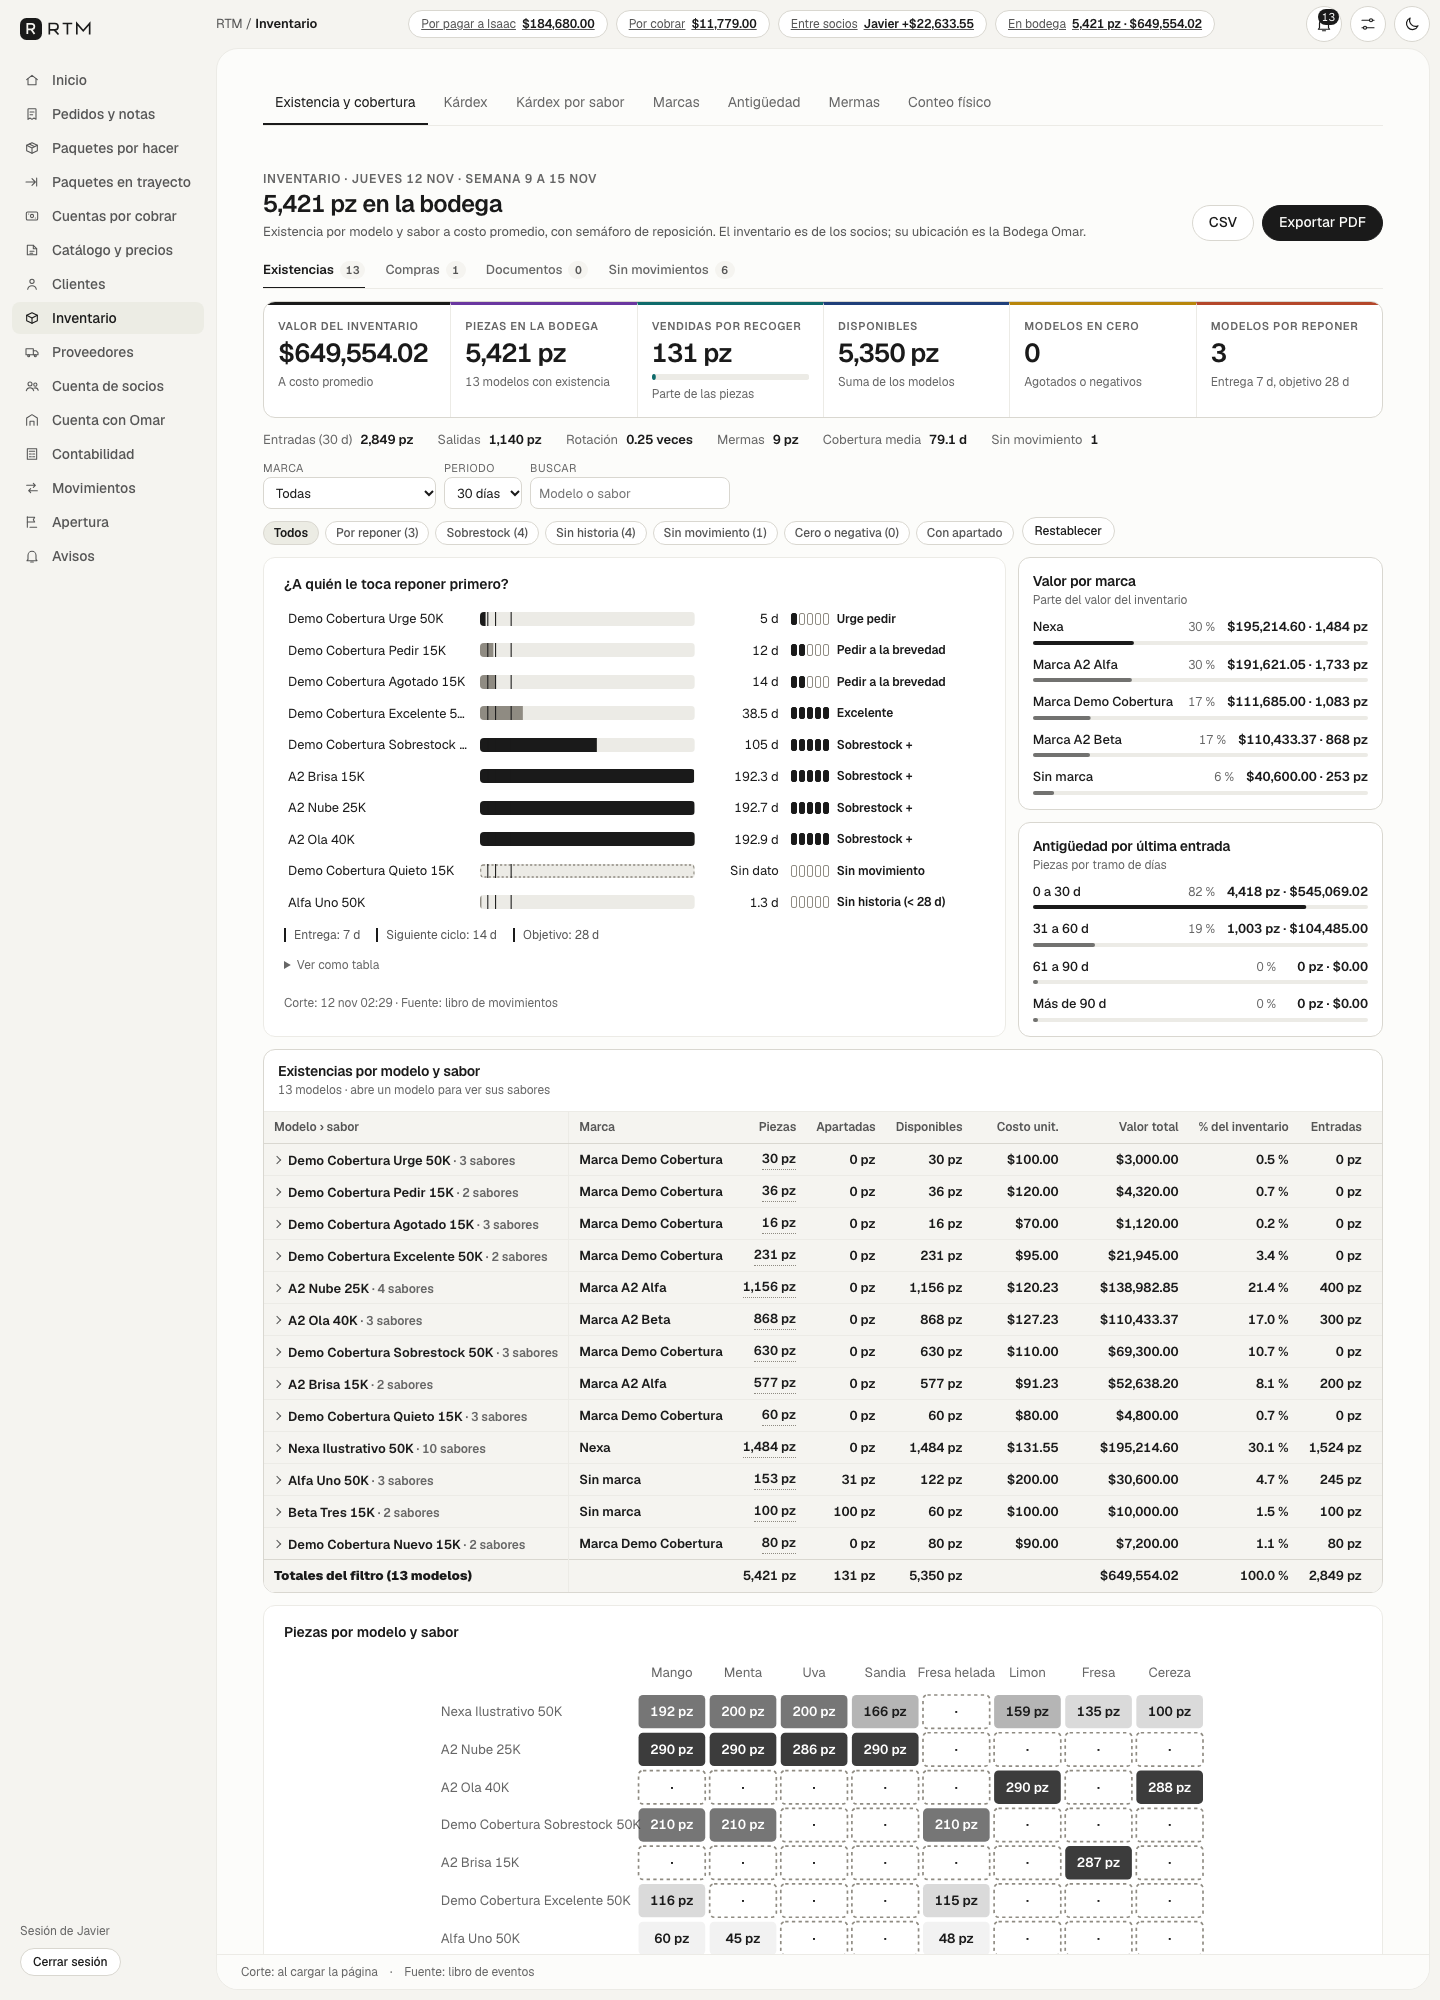 RTM
RTM / Inventario
Por pagar a Isaac $184,680.00
Por cobrar $11,779.00
Entre socios Javier +$22,633.55
En bodega 5,421 pz · $649,554.02
13
Inicio
Pedidos y notas
Paquetes por hacer
Paquetes en trayecto
Cuentas por cobrar
Catálogo y precios
Clientes
Inventario
Proveedores
Cuenta de socios
Cuenta con Omar
Contabilidad
Movimientos
Apertura
Avisos
Sesión de Javier
Cerrar sesión
Existencia y cobertura Kárdex Kárdex por sabor Marcas Antigüedad Mermas Conteo físico
INVENTARIO · JUEVES 12 NOV · SEMANA 9 A 15 NOV
5,421 pz en la bodega
Existencia por modelo y sabor a costo promedio, con semáforo de reposición. El inventario es de los socios; su ubicación es la Bodega Omar.
CSV
Exportar PDF
Existencias 13 Compras 1 Documentos 0 Sin movimientos 6
VALOR DEL INVENTARIO
$649,554.02
A costo promedio
PIEZAS EN LA BODEGA
5,421 pz
13 modelos con existencia
VENDIDAS POR RECOGER
131 pz
Parte de las piezas
DISPONIBLES
5,350 pz
Suma de los modelos
MODELOS EN CERO
0
Agotados o negativos
MODELOS POR REPONER
3
Entrega 7 d, objetivo 28 d
Entradas (30 d) 2,849 pz Salidas 1,140 pz Rotación 0.25 veces Mermas 9 pz Cobertura media 79.1 d Sin movimiento 1
MARCA PERIODO BUSCAR
Todas 30 días Modelo o sabor
Todos Por reponer (3) Sobrestock (4) Sin historia (4) Sin movimiento (1) Cero o negativa (0) Con apartado Restablecer
¿A quién le toca reponer primero?
Demo Cobertura Urge 50K 5 d Urge pedir
Demo Cobertura Pedir 15K 12 d Pedir a la brevedad
Demo Cobertura Agotado 15K 14 d Pedir a la brevedad
Demo Cobertura Excelente 5... 38.5 d Excelente
Demo Cobertura Sobrestock ... 105 d Sobrestock +
A2 Brisa 15K 192.3 d Sobrestock +
A2 Nube 25K 192.7 d Sobrestock +
A2 Ola 40K 192.9 d Sobrestock +
Demo Cobertura Quieto 15K Sin dato Sin movimiento
Alfa Uno 50K 1.3 d Sin historia (< 28 d)
Entrega: 7 d Siguiente ciclo: 14 d Objetivo: 28 d
Ver como tabla
Corte: 12 nov 02:29 · Fuente: libro de movimientos
Valor por marca
Parte del valor del inventario
Nexa 30 % $195,214.60 · 1,484 pz
Marca A2 Alfa 30 % $191,621.05 · 1,733 pz
Marca Demo Cobertura 17 % $111,685.00 · 1,083 pz
Marca A2 Beta 17 % $110,433.37 · 868 pz
Sin marca 6 % $40,600.00 · 253 pz
Antigüedad por última entrada
Piezas por tramo de días
0 a 30 d 82 % 4,418 pz · $545,069.02
31 a 60 d 19 % 1,003 pz · $104,485.00
61 a 90 d 0 % 0 pz · $0.00
Más de 90 d 0 % 0 pz · $0.00
Existencias por modelo y sabor
13 modelos · abre un modelo para ver sus sabores
Modelo › sabor Marca Piezas Apartadas Disponibles Costo unit. Valor total % del inventario Entradas
Demo Cobertura Urge 50K · 3 sabores Marca Demo Cobertura 30 pz 0 pz 30 pz $100.00 $3,000.00 0.5 % 0 pz
Demo Cobertura Pedir 15K · 2 sabores Marca Demo Cobertura 36 pz 0 pz 36 pz $120.00 $4,320.00 0.7 % 0 pz
Demo Cobertura Agotado 15K · 3 sabores Marca Demo Cobertura 16 pz 0 pz 16 pz $70.00 $1,120.00 0.2 % 0 pz
Demo Cobertura Excelente 50K · 2 sabores Marca Demo Cobertura 231 pz 0 pz 231 pz $95.00 $21,945.00 3.4 % 0 pz
A2 Nube 25K · 4 sabores Marca A2 Alfa 1,156 pz 0 pz 1,156 pz $120.23 $138,982.85 21.4 % 400 pz
A2 Ola 40K · 3 sabores Marca A2 Beta 868 pz 0 pz 868 pz $127.23 $110,433.37 17.0 % 300 pz
Demo Cobertura Sobrestock 50K · 3 sabores Marca Demo Cobertura 630 pz 0 pz 630 pz $110.00 $69,300.00 10.7 % 0 pz
A2 Brisa 15K · 2 sabores Marca A2 Alfa 577 pz 0 pz 577 pz $91.23 $52,638.20 8.1 % 200 pz
Demo Cobertura Quieto 15K · 3 sabores Marca Demo Cobertura 60 pz 0 pz 60 pz $80.00 $4,800.00 0.7 % 0 pz
Nexa Ilustrativo 50K · 10 sabores Nexa 1,484 pz 0 pz 1,484 pz $131.55 $195,214.60 30.1 % 1,524 pz
Alfa Uno 50K · 3 sabores Sin marca 153 pz 31 pz 122 pz $200.00 $30,600.00 4.7 % 245 pz
Beta Tres 15K · 2 sabores Sin marca 100 pz 100 pz 60 pz $100.00 $10,000.00 1.5 % 100 pz
Demo Cobertura Nuevo 15K · 2 sabores Marca Demo Cobertura 80 pz 0 pz 80 pz $90.00 $7,200.00 1.1 % 80 pz
Totales del filtro (13 modelos) 5,421 pz 131 pz 5,350 pz $649,554.02 100.0 % 2,849 pz
Piezas por modelo y sabor
Mango Menta Uva Sandia Fresa helada Limon Fresa Cereza
Nexa Ilustrativo 50K 192 pz 200 pz 200 pz 166 pz · 159 pz 135 pz 100 pz
A2 Nube 25K 290 pz 290 pz 286 pz 290 pz · · · ·
A2 Ola 40K · · · · · 290 pz · 288 pz
Demo Cobertura Sobrestock 50K 210 pz 210 pz · · 210 pz · · ·
A2 Brisa 15K · · · · · · 287 pz ·
Demo Cobertura Excelente 50K 116 pz · · · 115 pz · · ·
Alfa Uno 50K 60 pz 45 pz · · 48 pz · · ·
Corte: al cargar la página · Fuente: libro de eventos